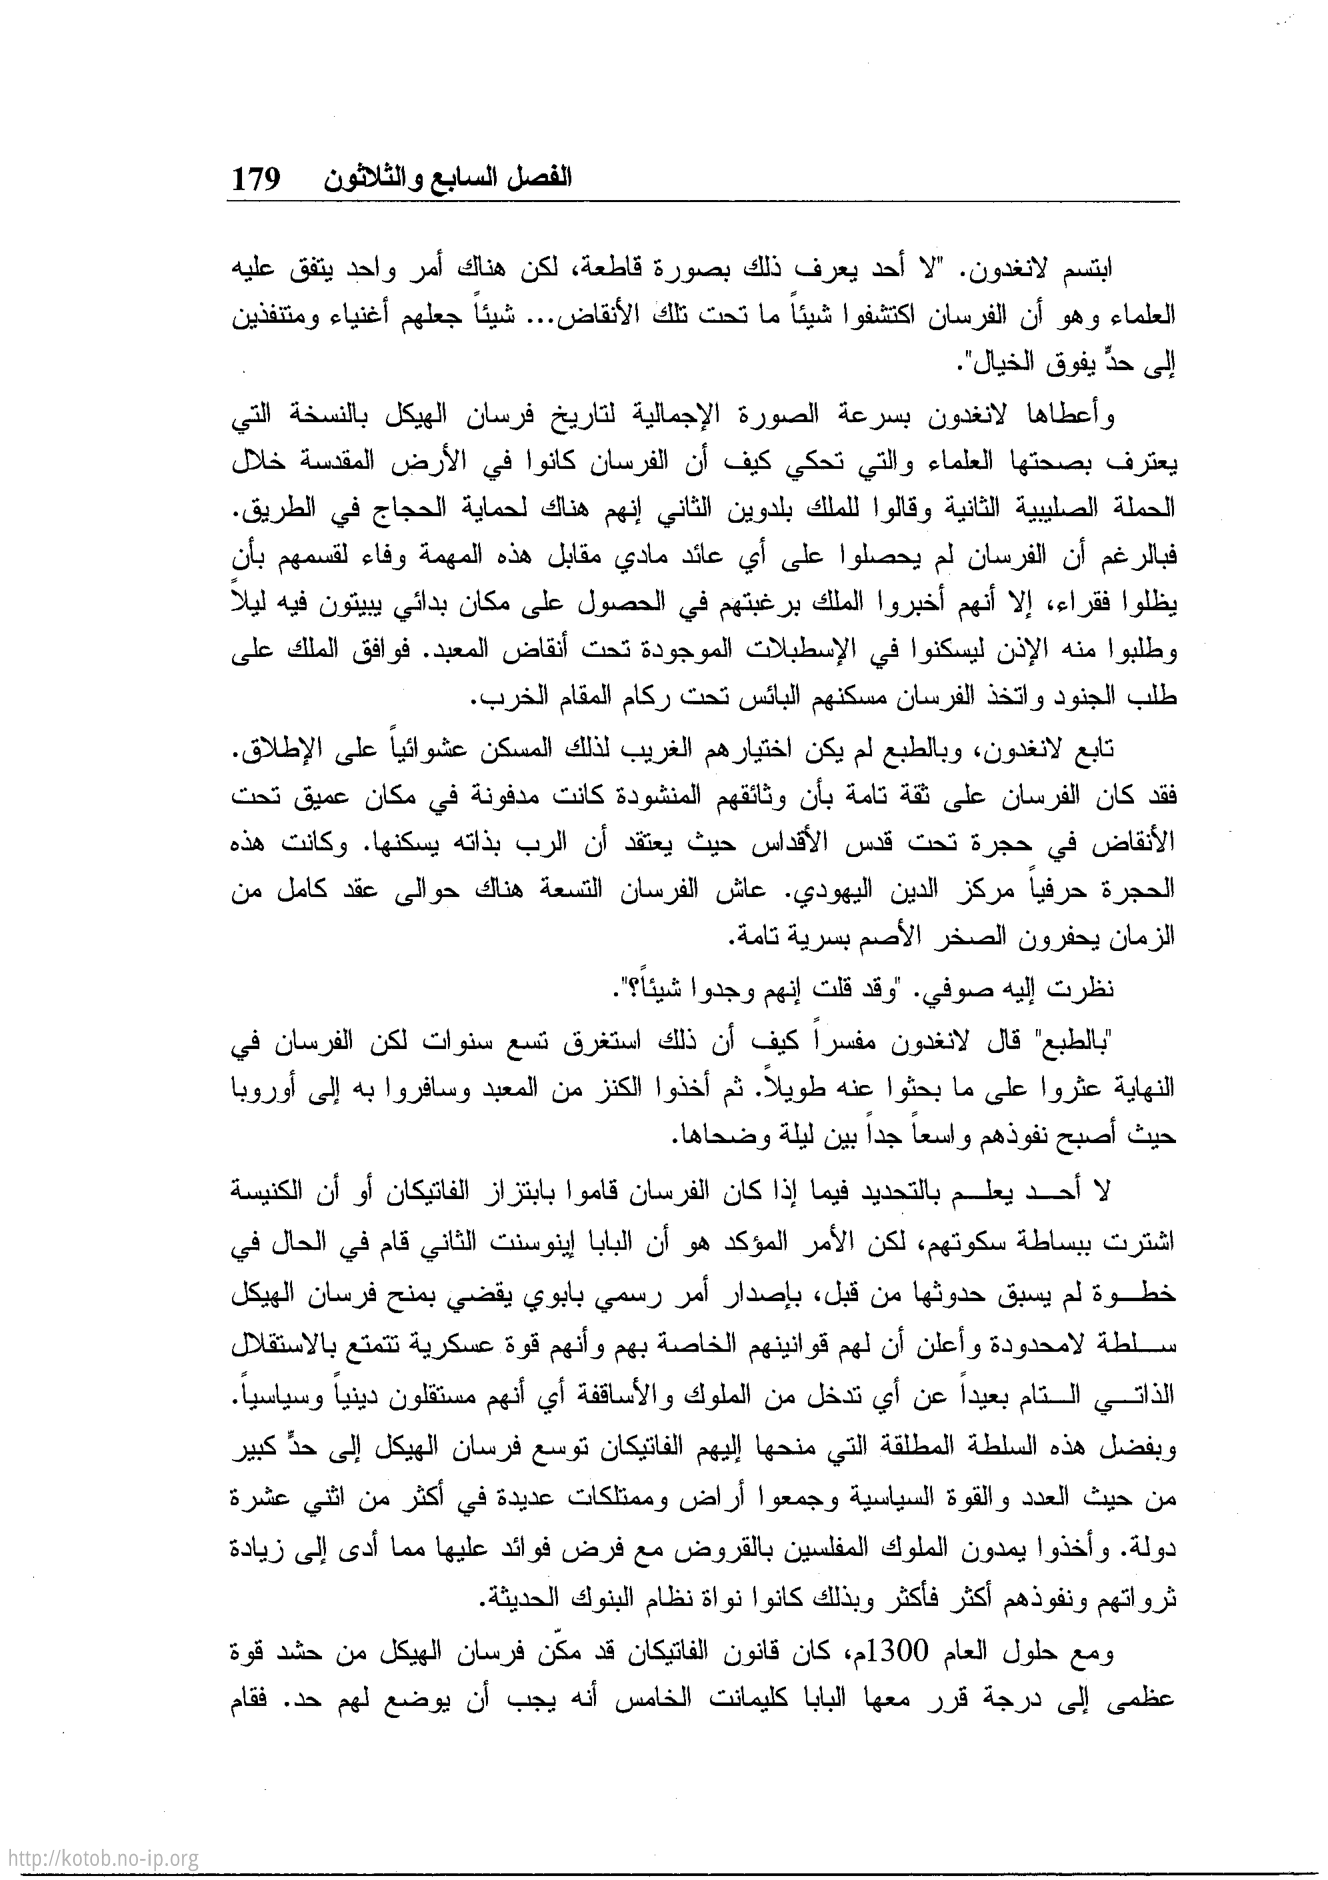 الفصل السابع والثلاثون 179
ابتسم لانغدون. "لا أحد يعرف ذلك بصورة قاطعة، لكن هناك أمر واحد يتفق عليه
العلماء وهو أن الفرسان اكتشفوا شيئاً ما تحت تلك الأنقاض... شيئاً جعلهم أغنياء ومتنفذين
إلى حدٍّ يفوق الخيال".
وأعطاها لانغدون بسرعة الصورة الإجمالية لتاريخ فرسان الهيكل بالنسخة التي
يعترف بصحتها العلماء والتي تحكي كيف أن الفرسان كانوا في الأرض المقدسة خلال
الحملة الصليبية الثانية وقالوا للملك بلدوين الثاني إنهم هناك لحماية الحجاج في الطريق.
فبالرغم أن الفرسان لم يحصلوا على أي عائد مادي مقابل هذه المهمة وفاء لقسمهم بأن
يظلوا فقراء، إلا أنهم أخبروا الملك برغبتهم في الحصول على مكان بدائي يبيتون فيه ليلاً
وطلبوا منه الإذن ليسكنوا في الإسطبلات الموجودة تحت أنقاض المعبد. فوافق الملك على
طلب الجنود واتخذ الفرسان مسكنهم البائس تحت ركام المقام الخرب.
تابع لانغدون، وبالطبع لم يكن اختيارهم الغريب لذلك المسكن عشوائياً على الإطلاق.
فقد كان الفرسان على ثقة تامة بأن وثائقهم المنشودة كانت مدفونة في مكان عميق تحت
الأنقاض في حجرة تحت قدس الأقداس حيث يعتقد أن الرب بذاته يسكنها. وكانت هذه
الحجرة حرفياً مركز الدين اليهودي. عاش الفرسان التسعة هناك حوالى عقد كامل من
الزمان يحفرون الصخر الأصم بسرية تامة.
نظرت إليه صوفي. "وقد قلت إنهم وجدوا شيئاً؟".
"بالطبع" قال لانغدون مفسراً كيف أن ذلك استغرق تسع سنوات لكن الفرسان في
النهاية عثروا على ما بحثوا عنه طويلاً. ثم أخذوا الكنز من المعبد وسافروا به إلى أوروبا
حيث أصبح نفوذهم واسعاً جداً بين ليلة وضحاها.
لا أحـــد يعلـــم بالتحديد فيما إذا كان الفرسان قاموا بابتزاز الفاتيكان أو أن الكنيسة
اشترت ببساطة سكوتهم، لكن الأمر المؤكد هو أن البابا إينوسنت الثاني قام في الحال في
خطـــوة لم يسبق حدوثها من قبل، بإصدار أمر رسمي بابوي يقضي بمنح فرسان الهيكل
ســـلطة لامحدودة وأعلن أن لهم قوانينهم الخاصة بهم وأنهم قوة عسكرية تتمتع بالاستقلال
الذاتـــي الـــتام بعيداً عن أي تدخل من الملوك والأساقفة أي أنهم مستقلون دينياً وسياسياً.
وبفضل هذه السلطة المطلقة التي منحها إليهم الفاتيكان توسع فرسان الهيكل إلى حدٍّ كبير
من حيث العدد والقوة السياسية وجمعوا أراض وممتلكات عديدة في أكثر من اثني عشرة
دولة. وأخذوا يمدون الملوك المفلسين بالقروض مع فرض فوائد عليها مما أدى إلى زيادة
ثرواتهم ونفوذهم أكثر فأكثر وبذلك كانوا نواة نظام البنوك الحديثة.
ومع حلول العام 1300م، كان قانون الفاتيكان قد مكّن فرسان الهيكل من حشد قوة
عظمى إلى درجة قرر معها البابا كليمانت الخامس أنه يجب أن يوضع لهم حد. فقام
http://kotob.no-ip.org